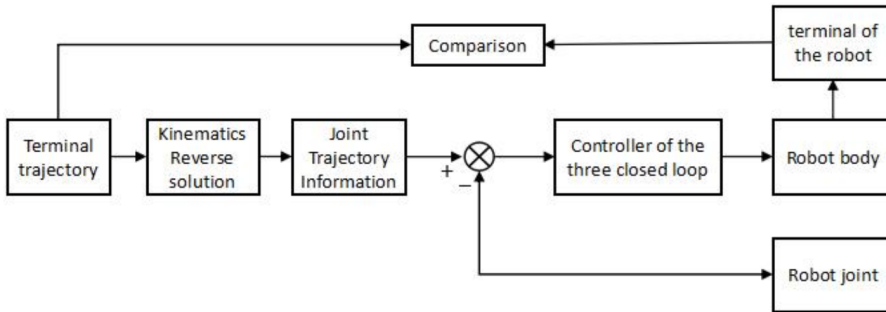 terminal of
the robot
Comparison
Terminal
trajectory
Kinematics
Reverse
solution
Joint
Trajectory
Information
+
−
Controller of the
three closed loop
Robot body
Robot joint